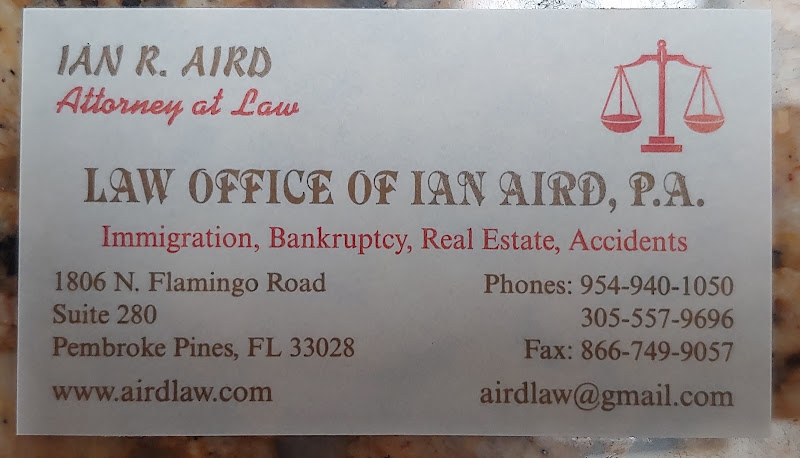 IAN R. AIRD
Attorney at Law
LAW OFFICE OF IAN AIRD, P.A.
Immigration, Bankruptcy, Real Estate, Accidents
1806 N. Flamingo Road
Suite 280
Pembroke Pines, FL 33028
www.airdlaw.com
Phones: 954-940-1050
305-557-9696
Fax: 866-749-9057
airdlaw@gmail.com